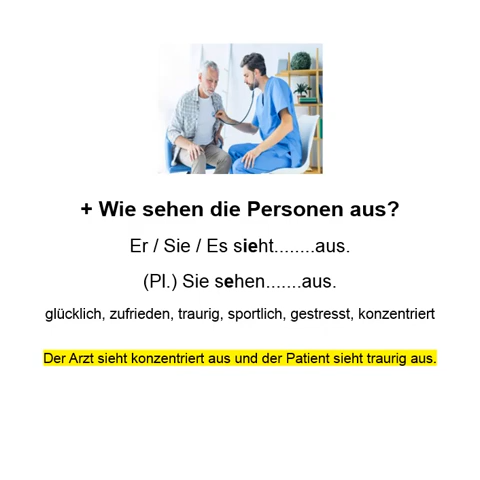 + Wie sehen die Personen aus?
Er / Sie / Es sieht........aus.
(Pl.) Sie sehen.......aus.
glücklich, zufrieden, traurig, sportlich, gestresst, konzentriert
Der Arzt sieht konzentriert aus und der Patient sieht traurig aus.